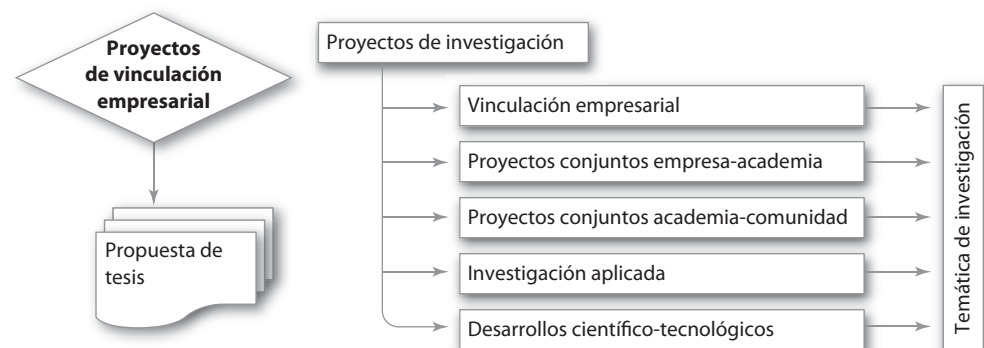 Proyectos
de vinculación
empresarial
Propuesta de
tesis
Proyectos de investigación
Vinculación empresarial
Proyectos conjuntos empresa-academia
Proyectos conjuntos academia-comunidad
Investigación aplicada
Desarrollos científico-tecnológicos
Temática de investigación